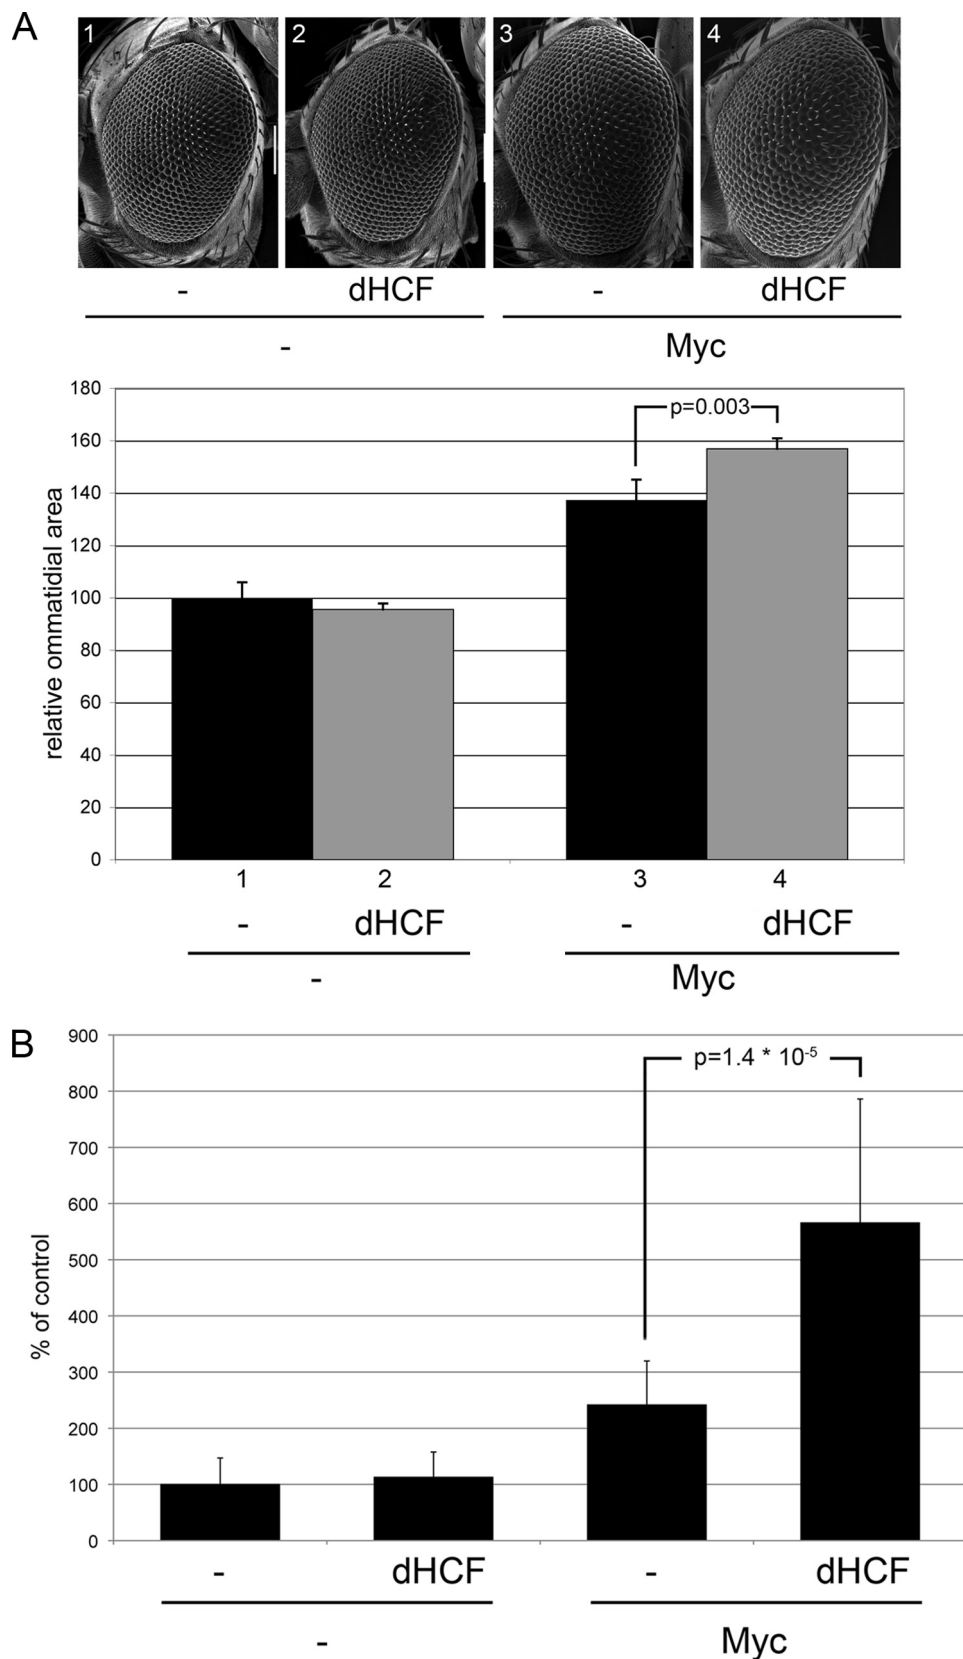 A
1 2 3 4
- dHCF - dHCF
- Myc
180
160
140
120
100
80
60
40
20
0
relative ommatidial area
p=0.003
1 2 3 4
- dHCF - dHCF
- Myc
B
900
800
700
600
500
400
300
200
100
0
% of control
p=1.4 * 10-5
- dHCF - dHCF
- Myc